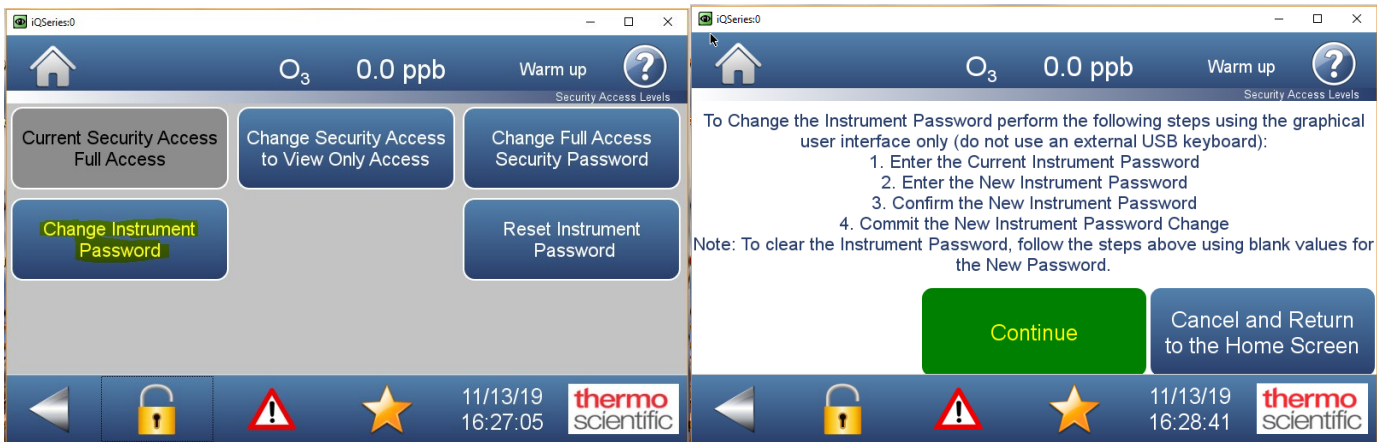 iQSeries:0
O3 0.0 ppb Warm up ?
Security Access Levels
Current Security Access
Full Access
Change Security Access
to View Only Access
Change Full Access
Security Password
Change Instrument
Password
Reset Instrument
Password
11/13/19
16:27:05
thermo
scientific
iQSeries:0
O3 0.0 ppb Warm up ?
Security Access Levels
To Change the Instrument Password perform the following steps using the graphical
user interface only (do not use an external USB keyboard):
1. Enter the Current Instrument Password
2. Enter the New Instrument Password
3. Confirm the New Instrument Password
4. Commit the New Instrument Password Change
Note: To clear the Instrument Password, follow the steps above using blank values for
the New Password.
Continue
Cancel and Return
to the Home Screen
11/13/19
16:28:41
thermo
scientific